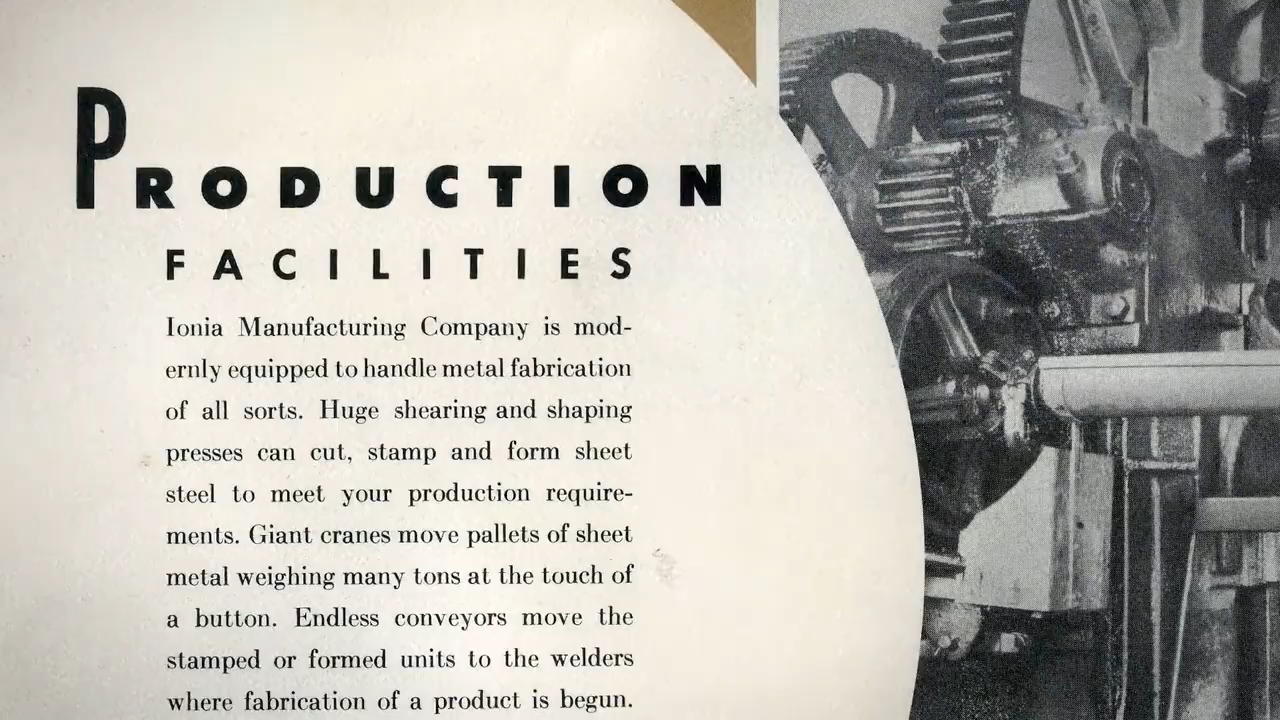 PRODUCTION
FACILITIES
Ionia Manufacturing Company is mod-
ernly equipped to handle metal fabrication
of all sorts. Huge shearing and shaping
presses can cut, stamp and form sheet
steel to meet your production require-
ments. Giant cranes move pallets of sheet
metal weighing many tons at the touch of
a button. Endless conveyors move the
stamped or formed units to the welders
where fabrication of a product is begun.